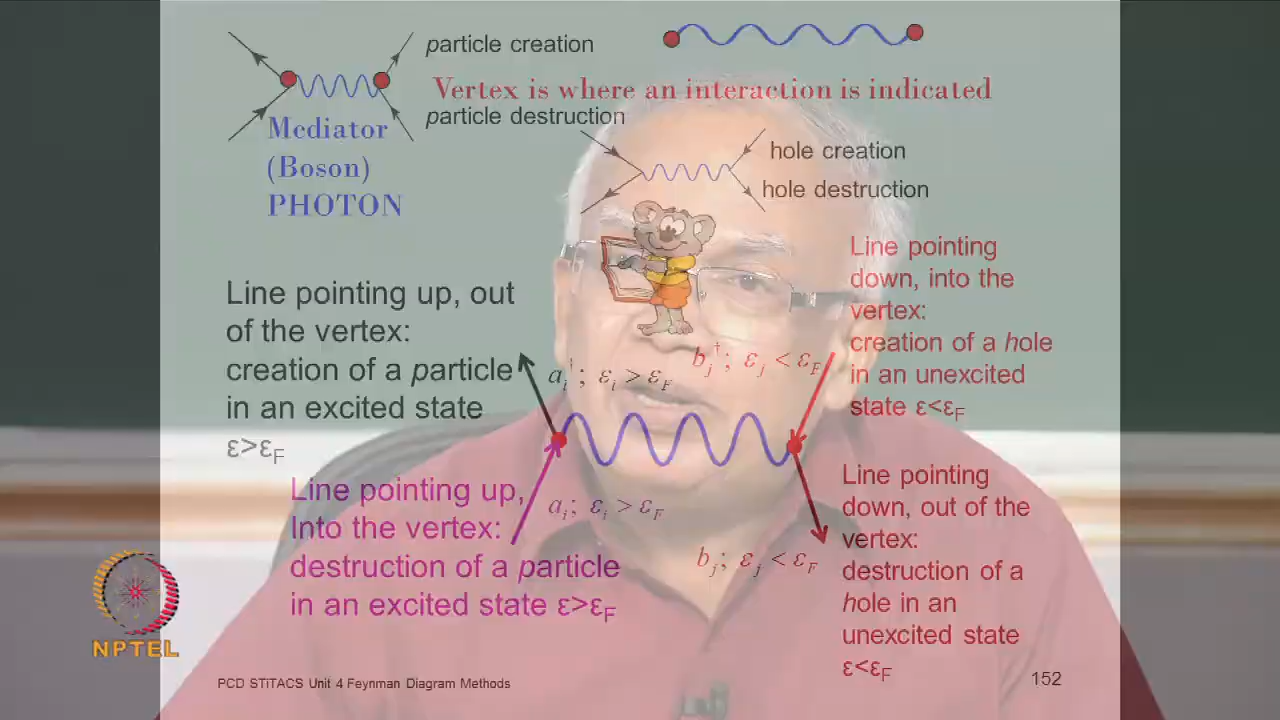 particle creation
Vertex is where an interaction is indicated
particle destruction
Mediator
(Boson)
PHOTON
hole creation
hole destruction
Line pointing up, out
of the vertex:
creation of a particle
in an excited state
ε>εF
Line pointing
down, into the
vertex:
creation of a hole
in an unexcited
state ε<εF
ai†; εi > εF
bj†; εj < εF
Line pointing up,
Into the vertex:
destruction of a particle
in an excited state ε>εF
ai; εi > εF
bj; εj < εF
Line pointing
down, out of the
vertex:
destruction of a
hole in an
unexcited state
ε<εF
NPTEL
PCD STiTACS Unit 4 Feynman Diagram Methods
152